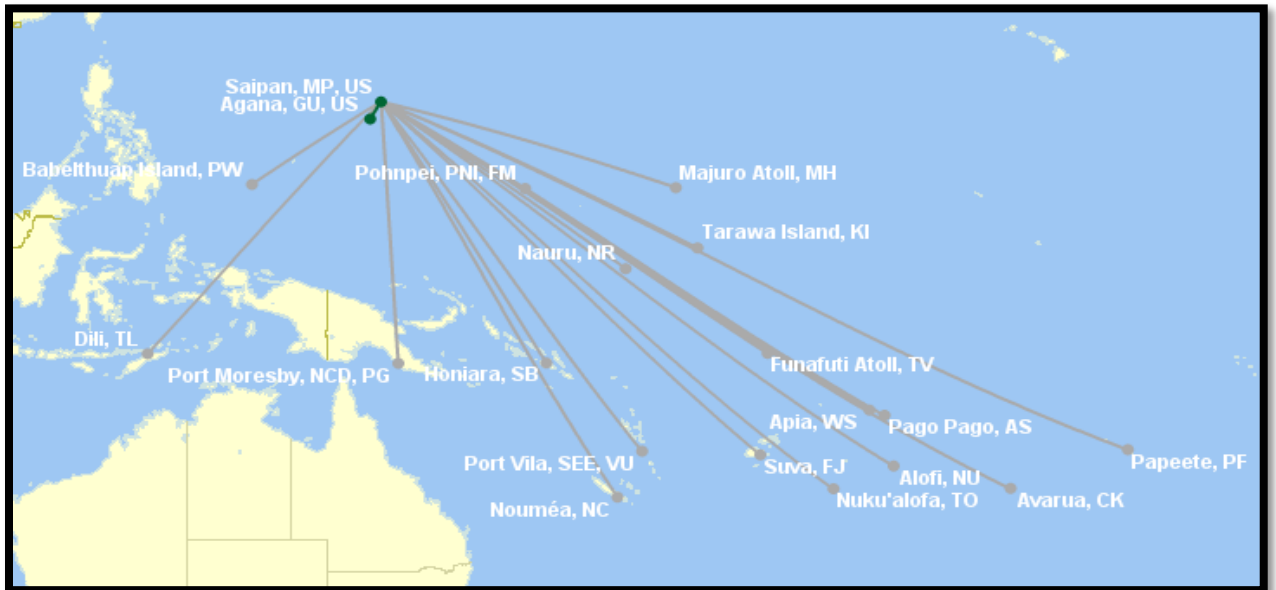 Saipan, MP, US
Agana, GU, US
Babelthuap Island, PW
Pohnpei, PNI, FM
Majuro Atoll, MH
Tarawa Island, KI
Nauru, NR
Dili, TL
Port Moresby, NCD, PG
Honiara, SB
Funafuti Atoll, TV
Apia, WS
Pago Pago, AS
Port Vila, SEE, VU
Suva, FJ
Alofi, NU
Papeete, PF
Nouméa, NC
Nuku'alofa, TO
Avarua, CK